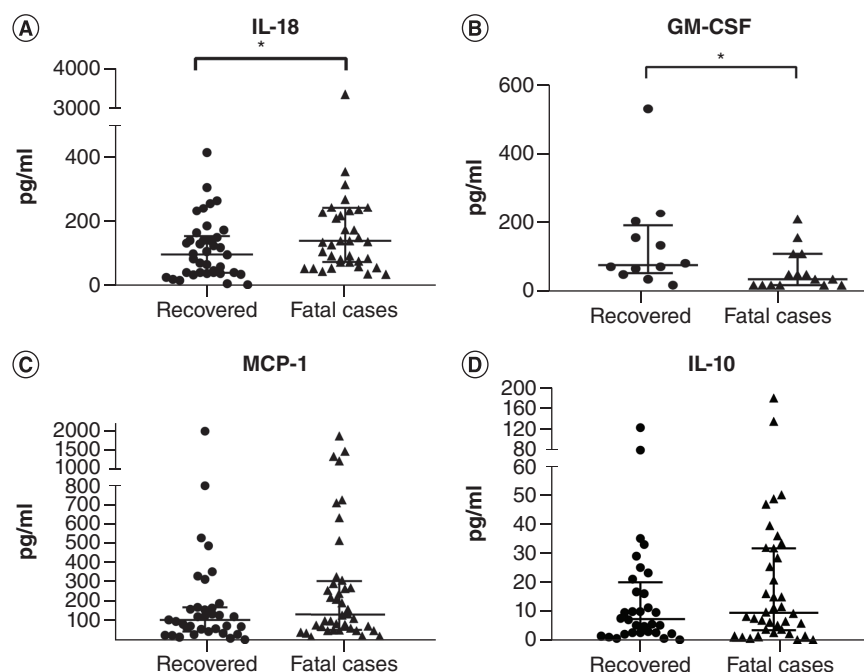 A
IL-18
*
4000
3000
400
200
0
pg/ml
Recovered
Fatal cases
B
GM-CSF
*
600
400
200
0
pg/ml
Recovered
Fatal cases
C
MCP-1
2000
1500
1000
800
700
600
500
400
300
200
100
pg/ml
Recovered
Fatal cases
D
IL-10
200
160
120
80
60
50
40
30
20
10
0
pg/ml
Recovered
Fatal cases